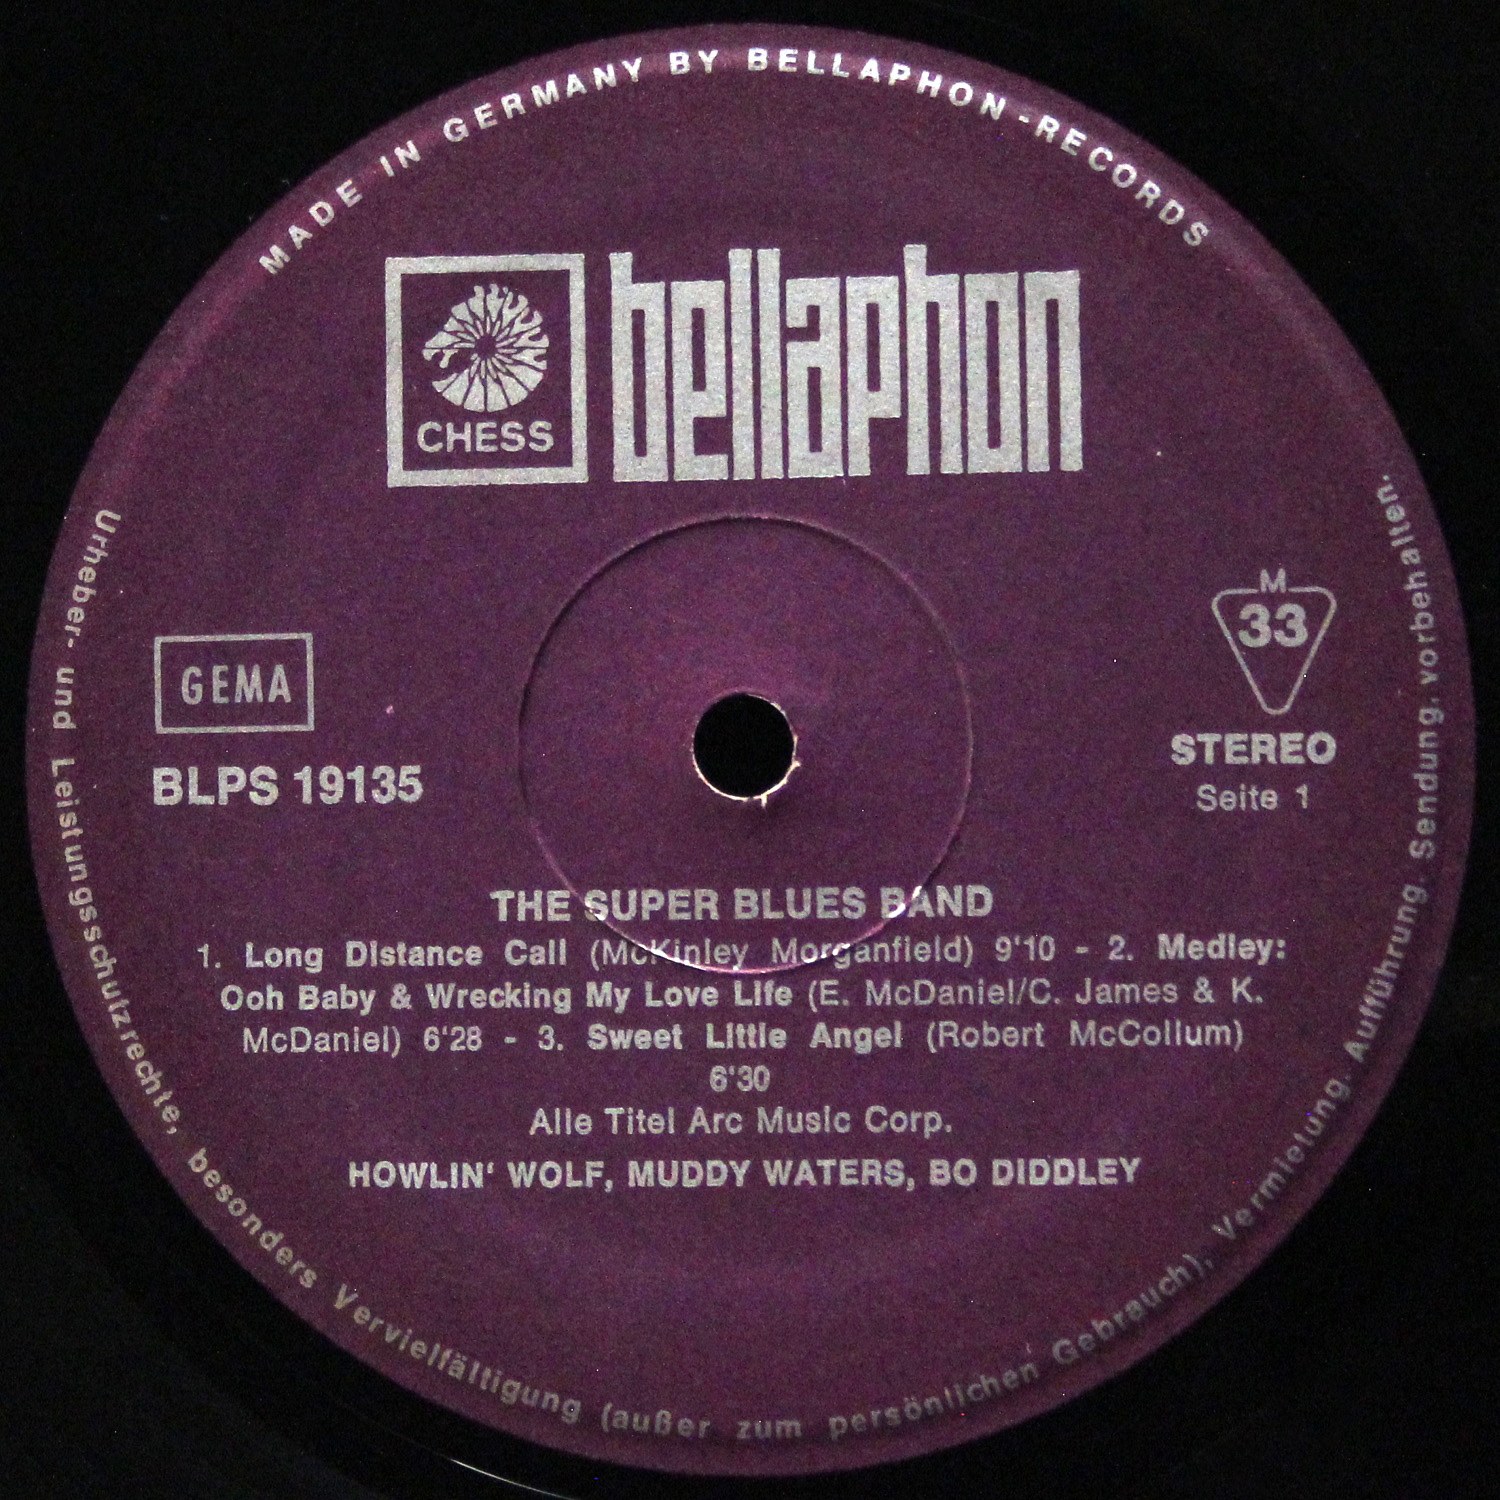 MADE IN GERMANY BY BELLAPHON-RECORDS
CHESS
bellaphon
GEMA
BLPS 19135
M
33
STEREO
Seite 1
THE SUPER BLUES BAND
1. Long Distance Call (McKinley Morganfield) 9'10 - 2. Medley:
Ooh Baby & Wrecking My Love Life (E. McDaniel/C. James & K.
McDaniel) 6'28 - 3. Sweet Little Angel (Robert McCollum)
6'30
Alle Titel Arc Music Corp.
HOWLIN' WOLF, MUDDY WATERS, BO DIDDLEY
Urheber- und Leistungsschutzrechte, besonders Vervielfältigung (außer zum persönlichen Gebrauch), Vermietung. Aufführung. Sendung. vorbehalten.